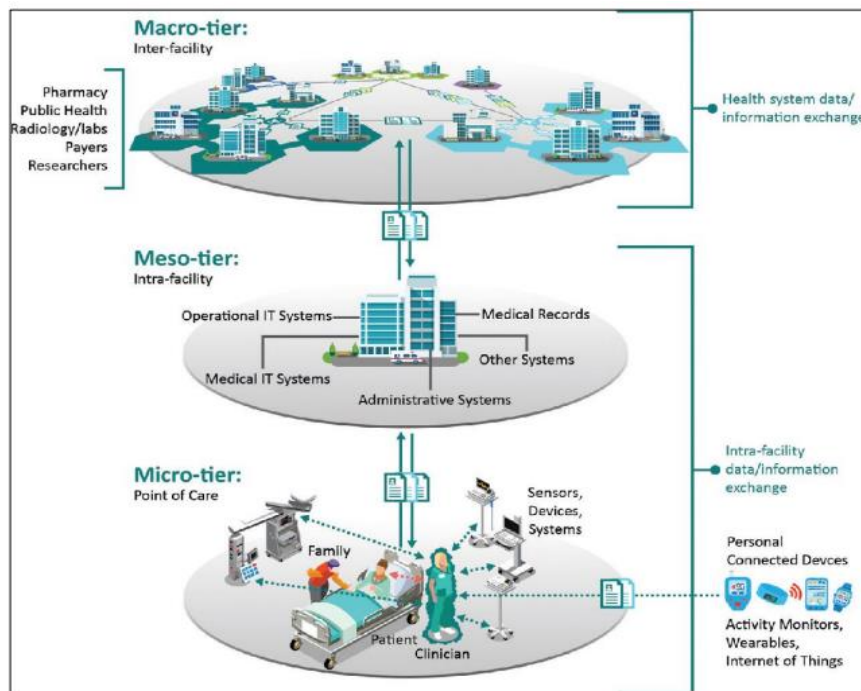 Macro-tier:
Inter-facility
Pharmacy
Public Health
Radiology/labs
Payers
Researchers
Health system data/
information exchange
Meso-tier:
Intra-facility
Operational IT Systems
Medical Records
Medical IT Systems
Other Systems
Administrative Systems
Intra-facility
data/information
exchange
Micro-tier:
Point of Care
Sensors,
Devices,
Systems
Family
Patient
Clinician
Personal
Connected Devces
Activity Monitors,
Wearables,
Internet of Things